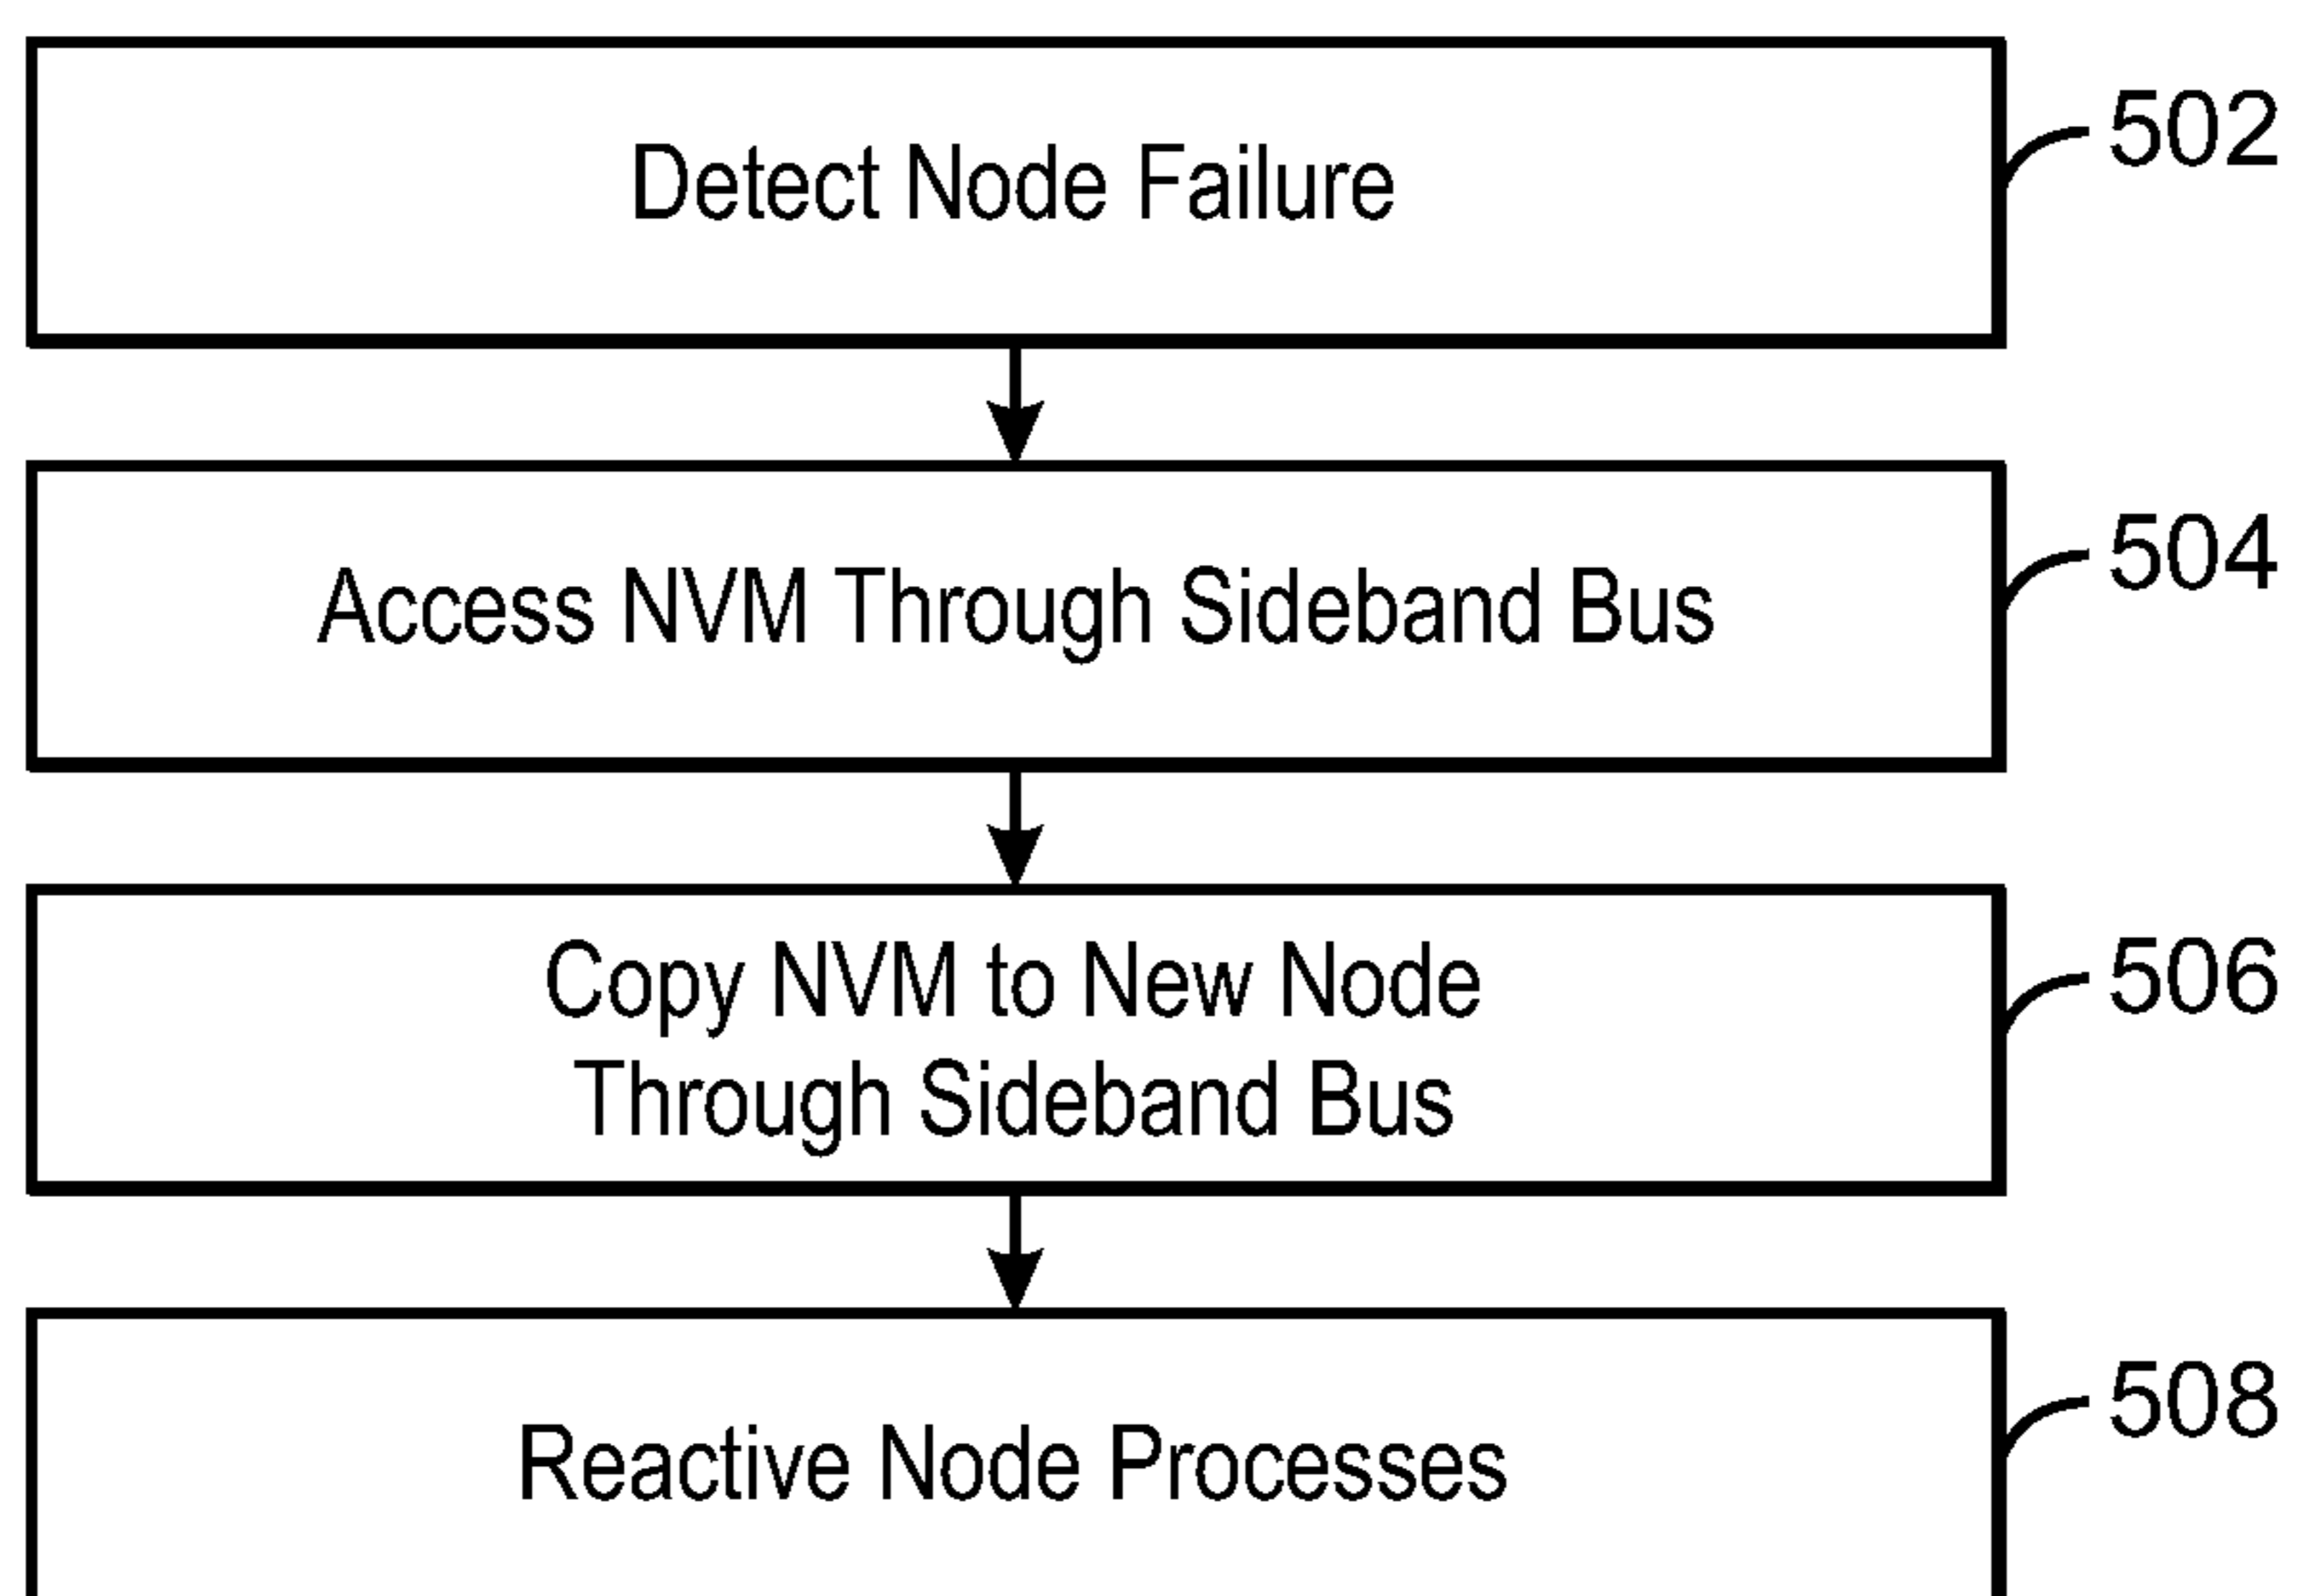 Detect Node Failure
502
Access NVM Through Sideband Bus
504
Copy NVM to New Node
Through Sideband Bus
506
Reactive Node Processes
508